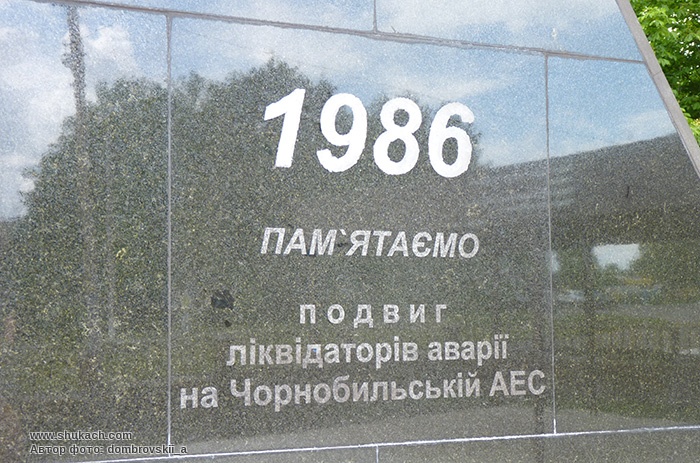 1986
ПАМ`ЯТАЄМО
подвиг
ліквідаторів аварії
на Чорнобильській АЕС
www.shukach.com
Автор фото: dombrovskii_a